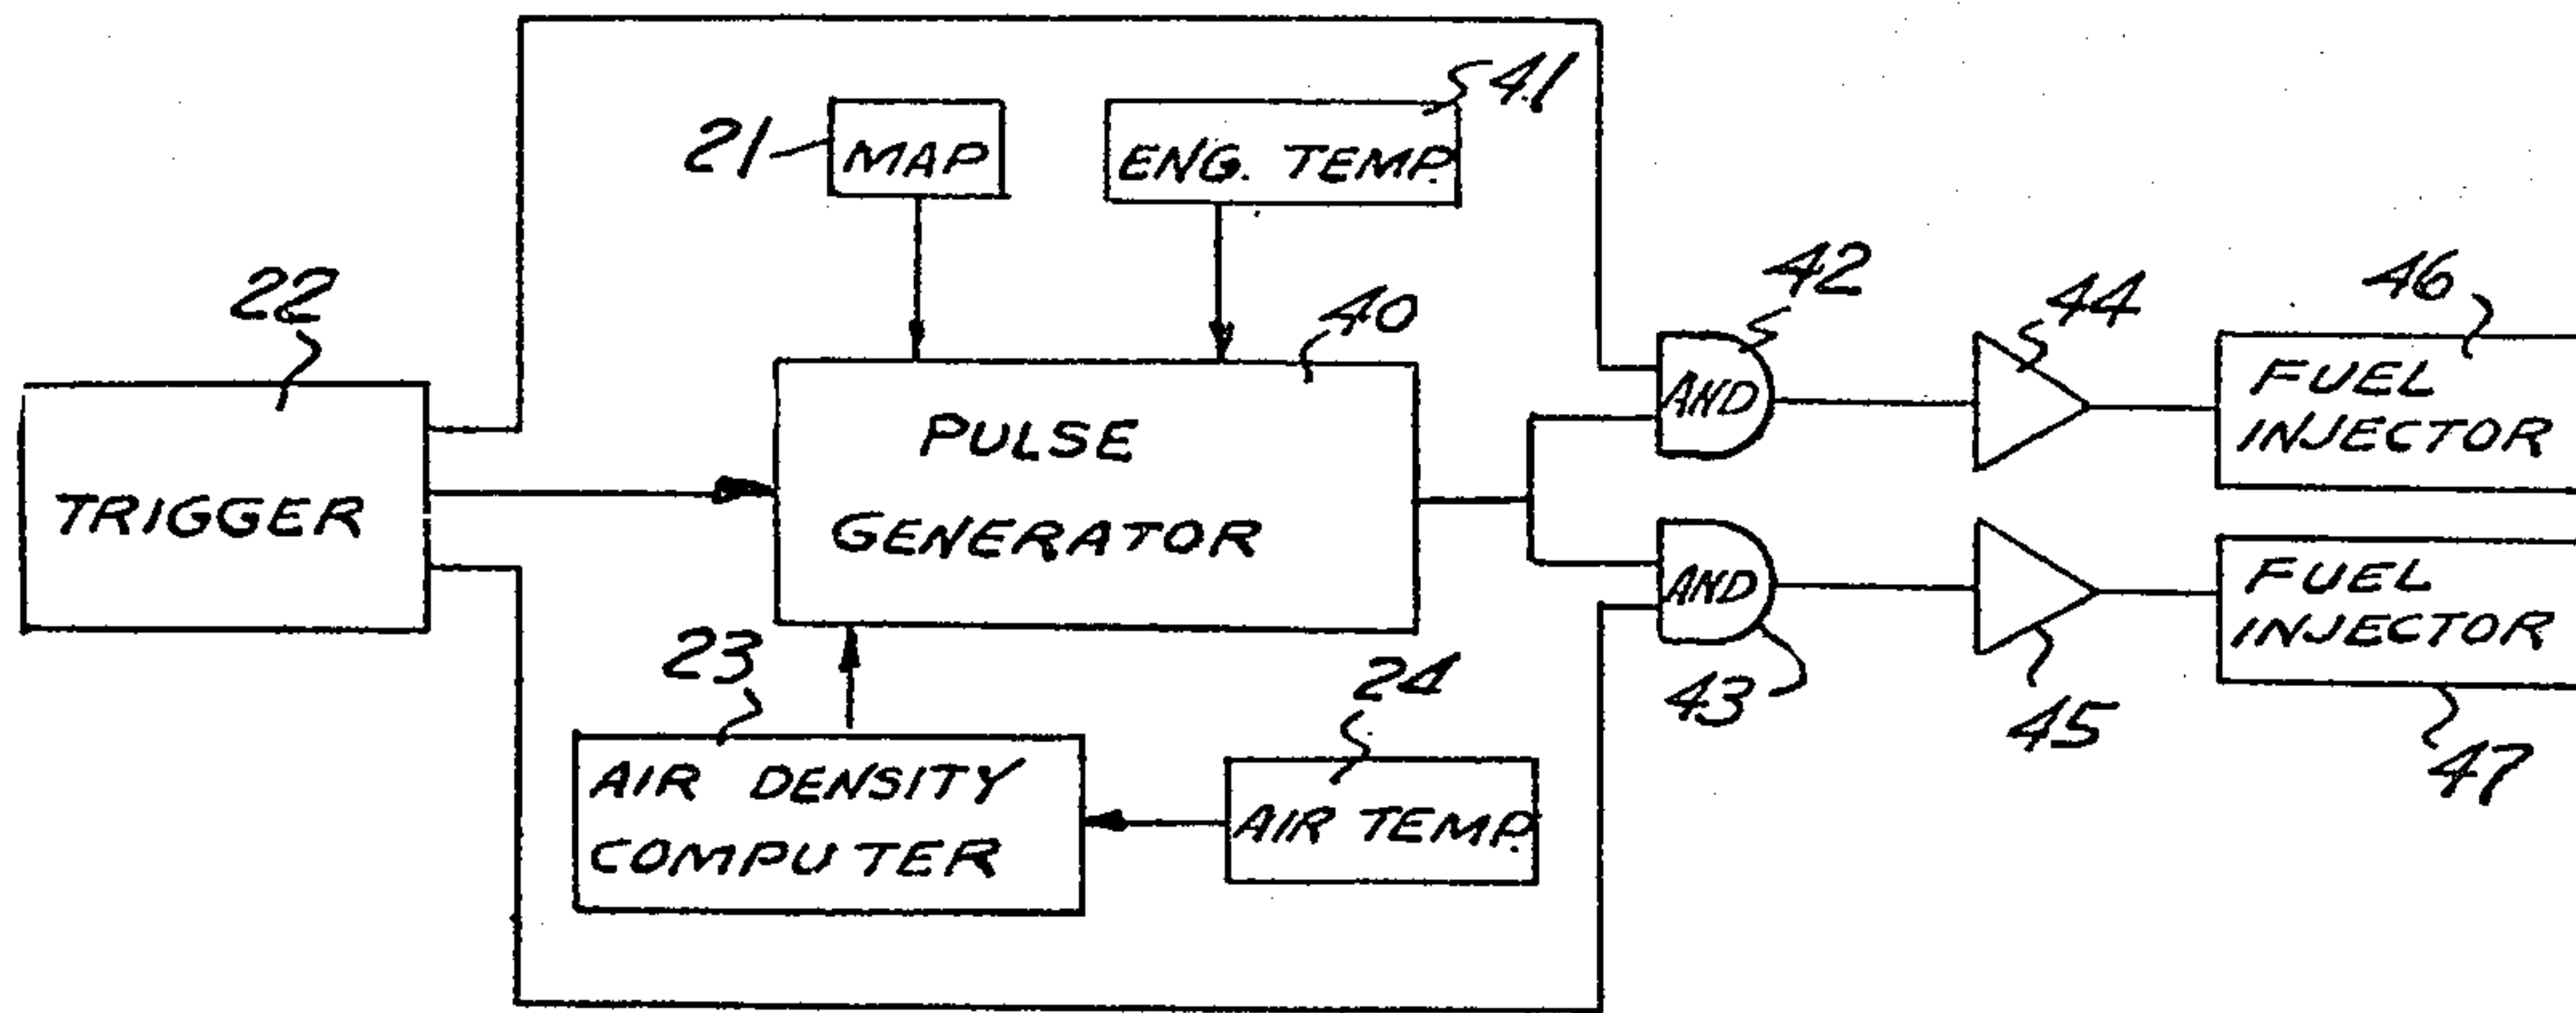 41
21
MAP
ENG. TEMP.
22
40
42
44
46
TRIGGER
PULSE
GENERATOR
AND
FUEL
INJECTOR
AND
FUEL
INJECTOR
23
24
43
45
47
AIR DENSITY
COMPUTER
AIR TEMP.